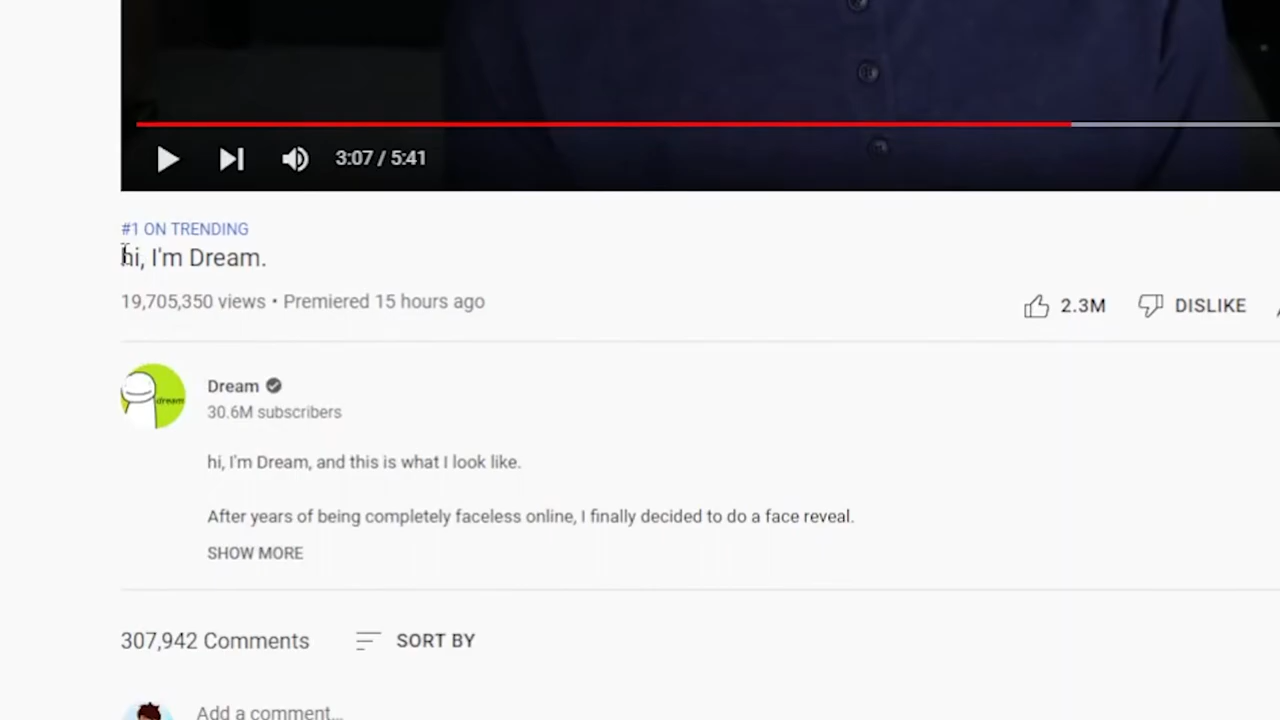 3:07 / 5:41
#1 ON TRENDING
hi, I'm Dream.
19,705,350 views • Premiered 15 hours ago
2.3M DISLIKE
dream
Dream
30.6M subscribers
hi, I'm Dream, and this is what I look like.
After years of being completely faceless online, I finally decided to do a face reveal.
SHOW MORE
307,942 Comments SORT BY
Add a comment...